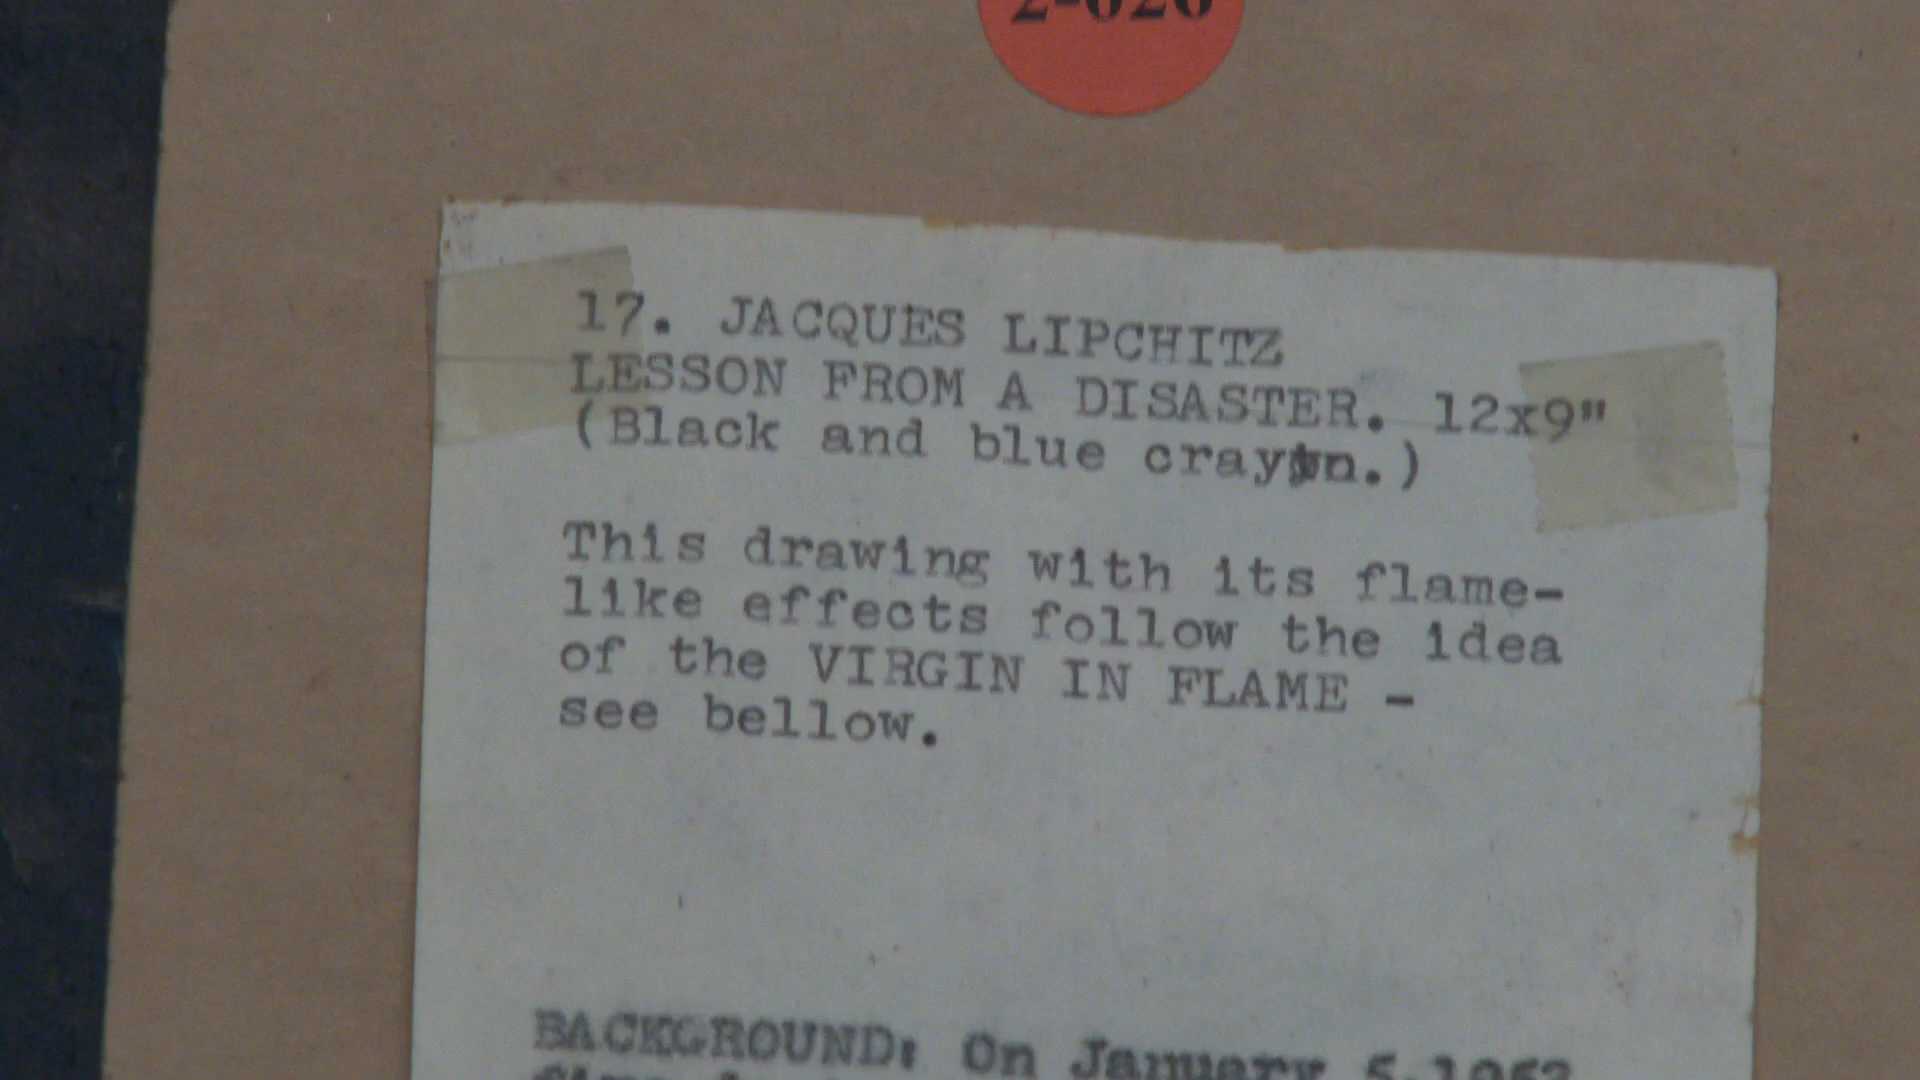 17. JACQUES LIPCHITZ
LESSON FROM A DISASTER. 12x9"
(Black and blue crayon.)
This drawing with its flame-
like effects follow the idea
of the VIRGIN IN FLAME -
see bellow.
BACKGROUND: On January 5,